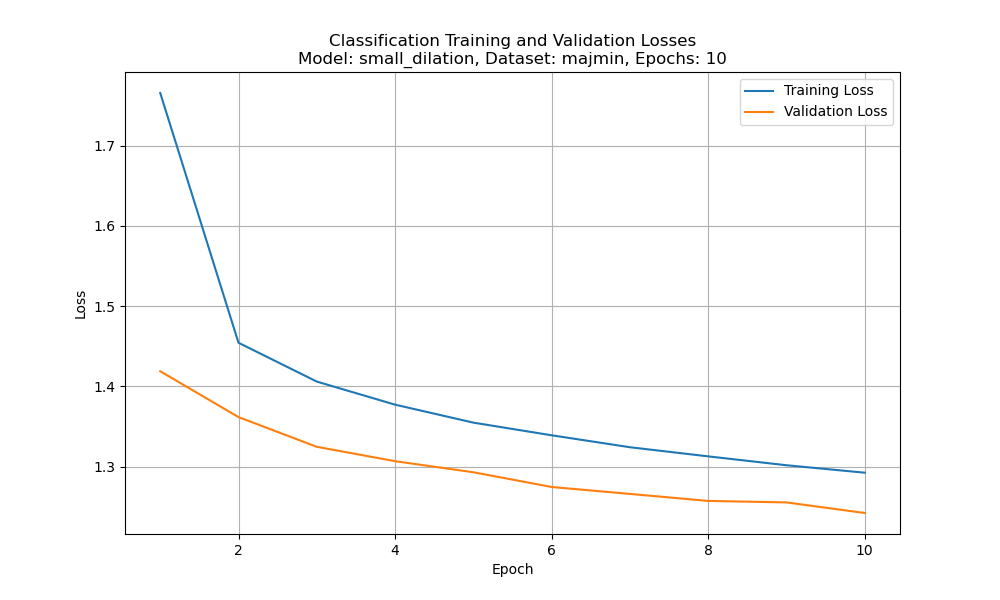 Classification Training and Validation Losses
Model: small_dilation, Dataset: majmin, Epochs: 10
Training Loss
Validation Loss
1.7
1.6
1.5
1.4
1.3
Loss
2 4 6 8 10
Epoch